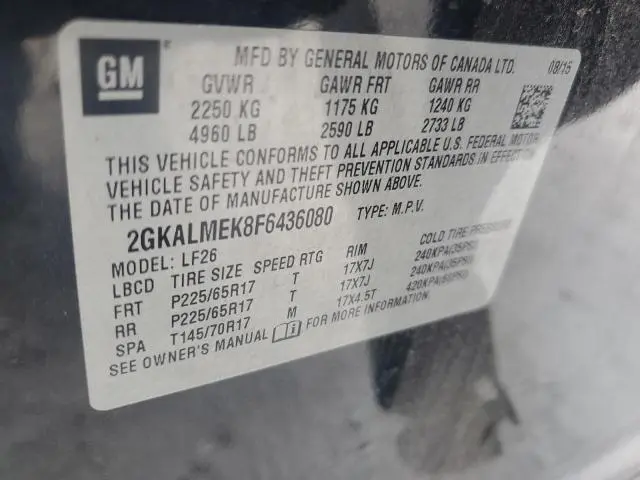 GM ®
MFD BY GENERAL MOTORS OF CANADA LTD. 08/15
GVWR GAWR FRT GAWR RR
2250 KG 1175 KG 1240 KG
4960 LB 2590 LB 2733 LB
THIS VEHICLE CONFORMS TO ALL APPLICABLE U.S. FEDERAL MOTOR
VEHICLE SAFETY AND THEFT PREVENTION STANDARDS IN EFFECT ON
THE DATE OF MANUFACTURE SHOWN ABOVE.
2GKALMEK8F6436080 TYPE: M.P.V.
MODEL: LF26
LBCD TIRE SIZE SPEED RTG RIM COLD TIRE PRESSURE
FRT P225/65R17 T 17X7J 240KPA(35PSI)
RR P225/65R17 T 17X7J 240KPA(35PSI)
SPA T145/70R17 M 17X4.5T 420KPA(60PSI)
SEE OWNER'S MANUAL FOR MORE INFORMATION.